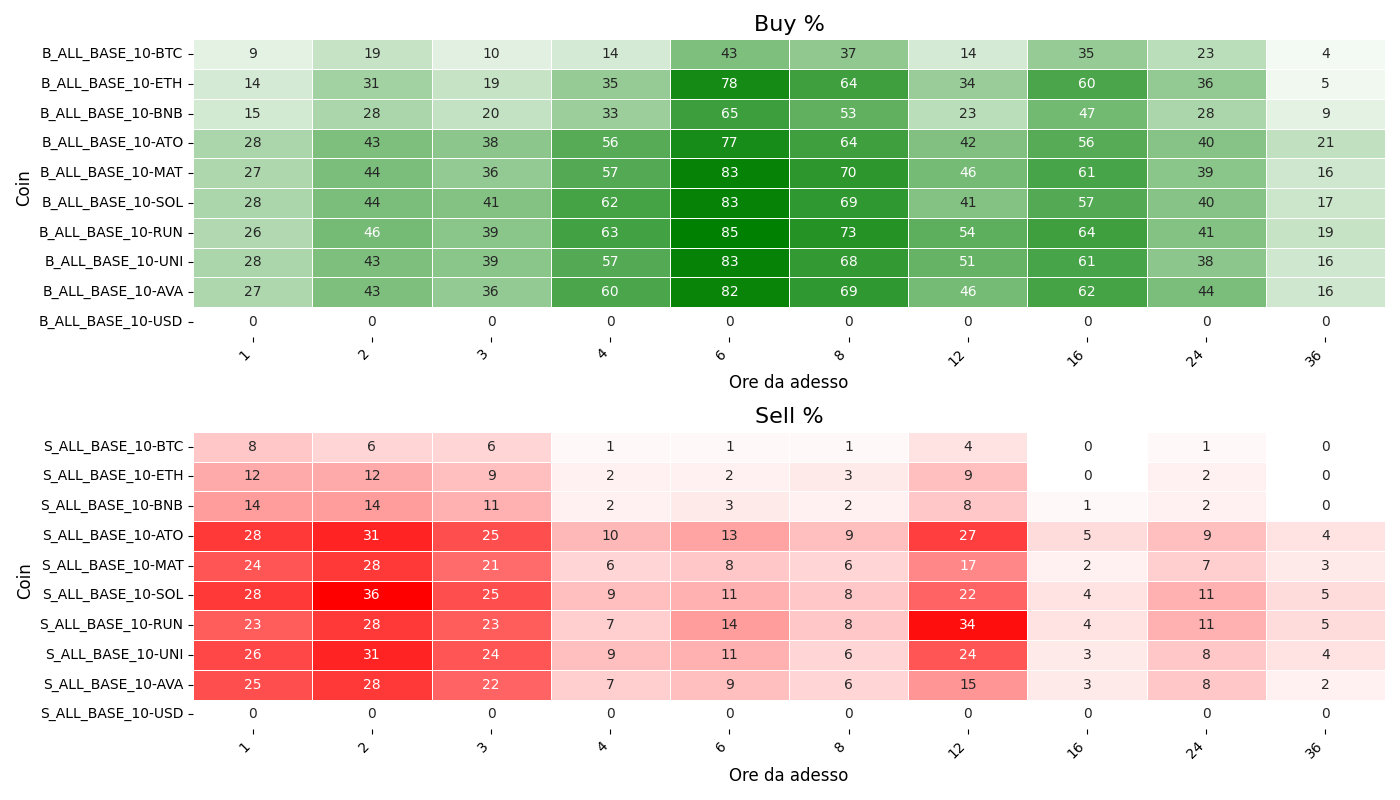 Buy %
Coin
B_ALL_BASE_10-BTC 9 19 10 14 43 37 14 35 23 4
B_ALL_BASE_10-ETH 14 31 19 35 78 64 34 60 36 5
B_ALL_BASE_10-BNB 15 28 20 33 65 53 23 47 28 9
B_ALL_BASE_10-ATO 28 43 38 56 77 64 42 56 40 21
B_ALL_BASE_10-MAT 27 44 36 57 83 70 46 61 39 16
B_ALL_BASE_10-SOL 28 44 41 62 83 69 41 57 40 17
B_ALL_BASE_10-RUN 26 46 39 63 85 73 54 64 41 19
B_ALL_BASE_10-UNI 28 43 39 57 83 68 51 61 38 16
B_ALL_BASE_10-AVA 27 43 36 60 82 69 46 62 44 16
B_ALL_BASE_10-USD 0 0 0 0 0 0 0 0 0 0
1 2 3 4 6 8 12 16 24 36
Ore da adesso
Sell %
Coin
S_ALL_BASE_10-BTC 8 6 6 1 1 1 4 0 1 0
S_ALL_BASE_10-ETH 12 12 9 2 2 3 9 0 2 0
S_ALL_BASE_10-BNB 14 14 11 2 3 2 8 1 2 0
S_ALL_BASE_10-ATO 28 31 25 10 13 9 27 5 9 4
S_ALL_BASE_10-MAT 24 28 21 6 8 6 17 2 7 3
S_ALL_BASE_10-SOL 28 36 25 9 11 8 22 4 11 5
S_ALL_BASE_10-RUN 23 28 23 7 14 8 34 4 11 5
S_ALL_BASE_10-UNI 26 31 24 9 11 6 24 3 8 4
S_ALL_BASE_10-AVA 25 28 22 7 9 6 15 3 8 2
S_ALL_BASE_10-USD 0 0 0 0 0 0 0 0 0 0
1 2 3 4 6 8 12 16 24 36
Ore da adesso